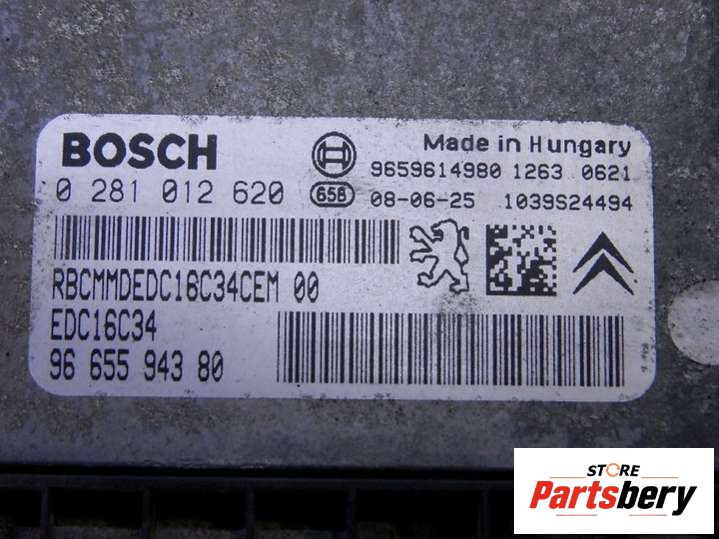 BOSCH
Made in Hungary
9659614980 1263 0621
0 281 012 620
658
08-06-25 1039S24494
RBCMMDEDC16C34CEM 00
EDC16C34
96 655 943 80
STORE
Partsbery